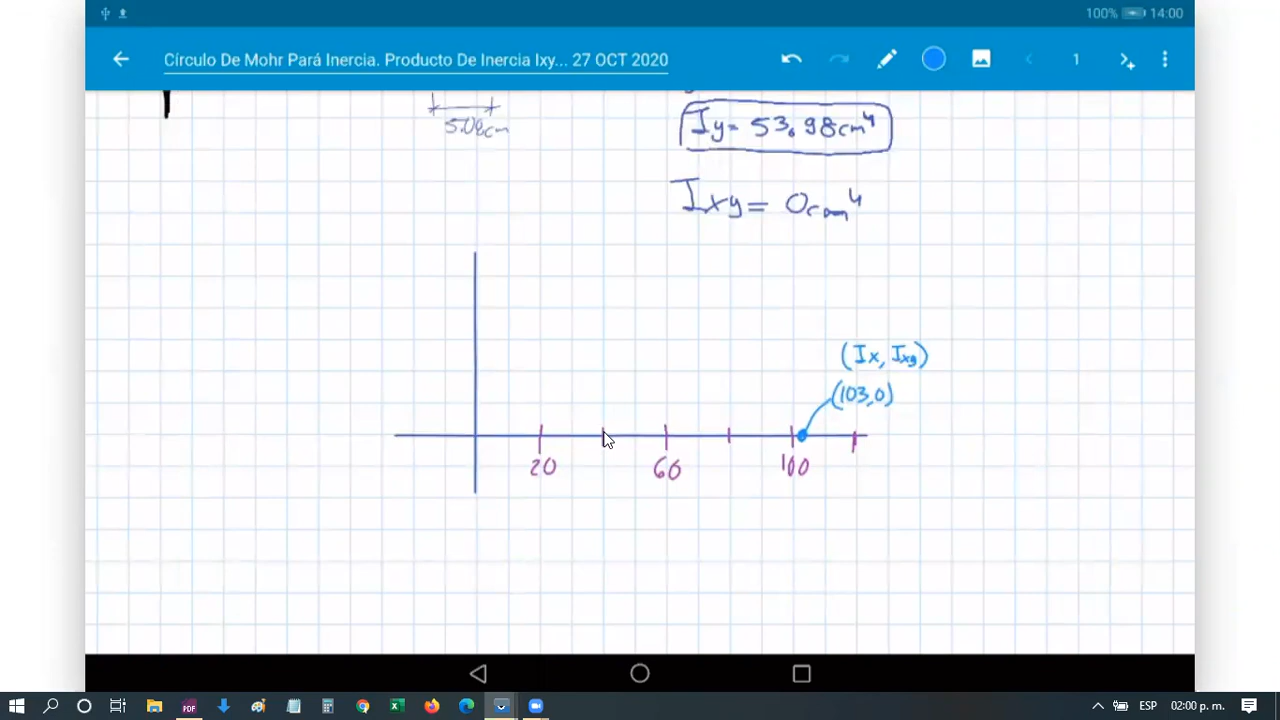 100% 14:00
Círculo De Mohr Pará Inercia. Producto De Inercia Ixy... 27 OCT 2020
1
5.08cm
Iy= 53.98cm⁴
Ixy= 0cm⁴
(Ix, Ixy)
(103,0)
20 60 100
ESP 02:00 p. m.